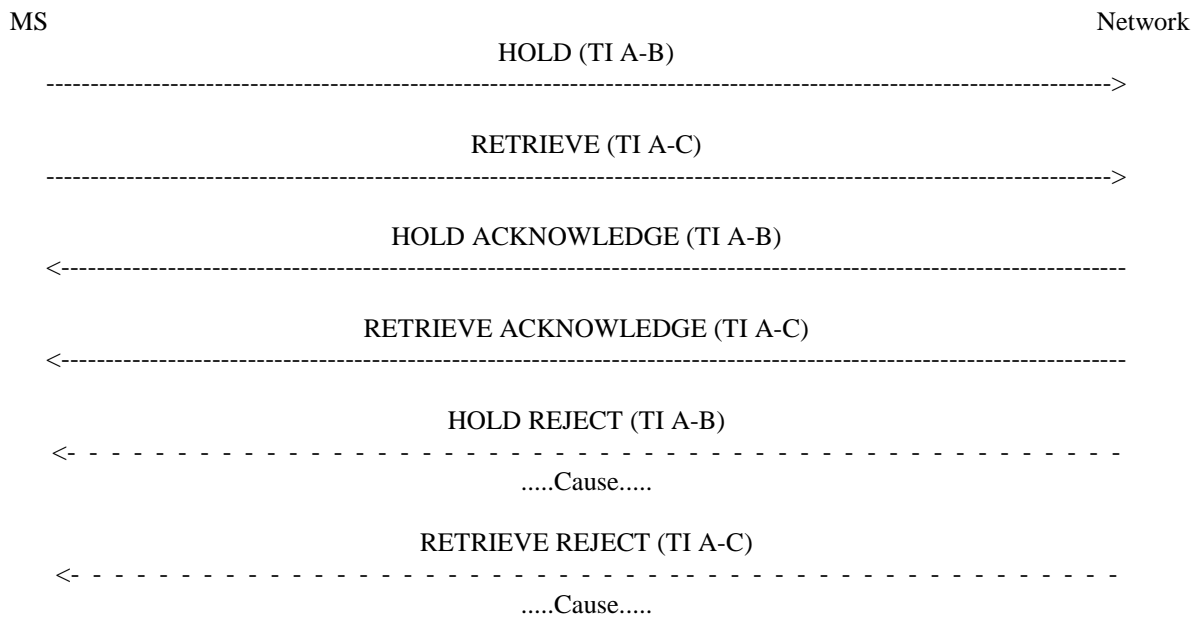 MS Network
HOLD (TI A-B)
RETRIEVE (TI A-C)
HOLD ACKNOWLEDGE (TI A-B)
RETRIEVE ACKNOWLEDGE (TI A-C)
HOLD REJECT (TI A-B)
.....Cause.....
RETRIEVE REJECT (TI A-C)
.....Cause.....